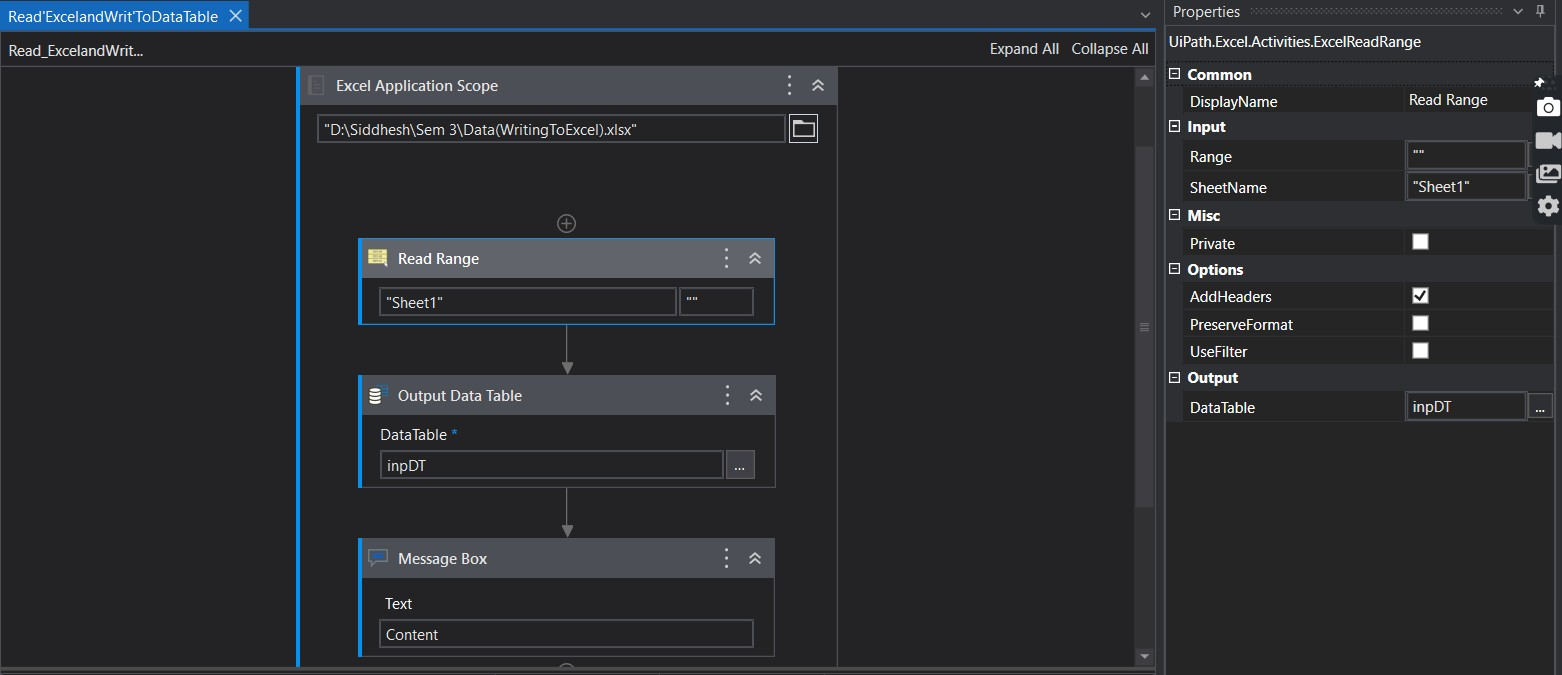 Read'ExcelandWrit'ToDataTable
Read_ExcelandWrit...
Expand All Collapse All
Excel Application Scope
"D:\Siddhesh\Sem 3\Data(WritingToExcel).xlsx"
Read Range
"Sheet1" ""
Output Data Table
DataTable *
inpDT ...
Message Box
Text
Content
Properties
UiPath.Excel.Activities.ExcelReadRange
Common
DisplayName Read Range
Input
Range ""
SheetName "Sheet1"
Misc
Private
Options
AddHeaders
PreserveFormat
UseFilter
Output
DataTable inpDT ...